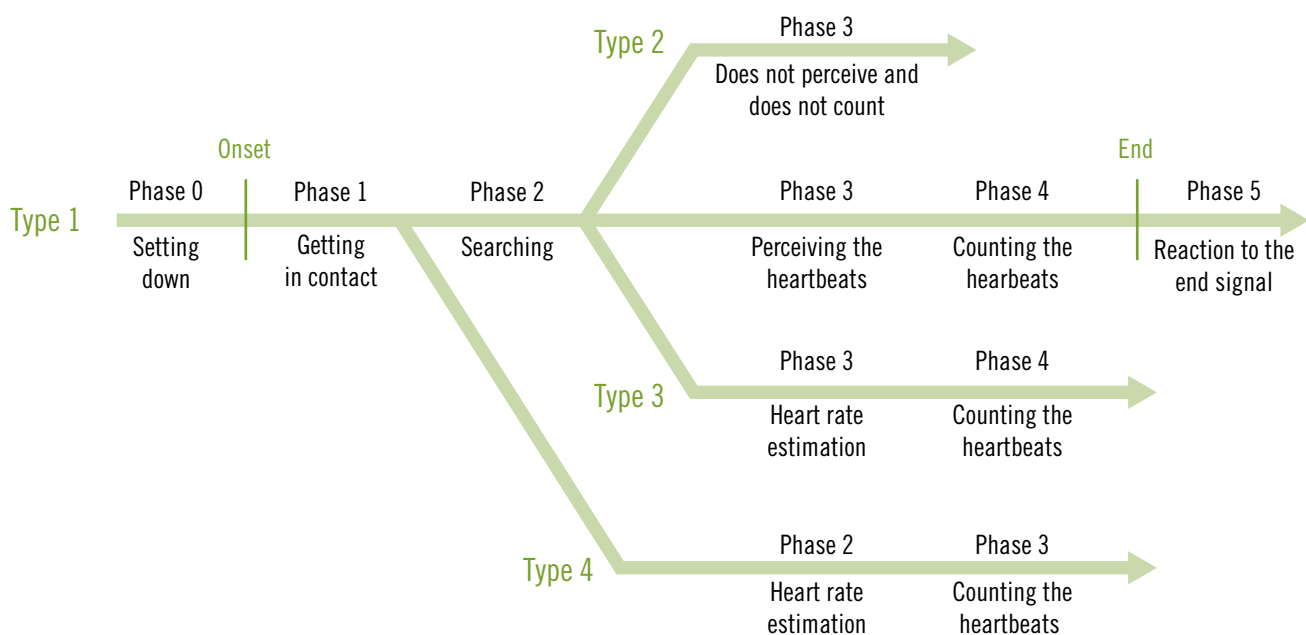 Type 2
Phase 3
Does not perceive and
does not count
Onset
End
Type 1
Phase 0
Setting
down
Phase 1
Getting
in contact
Phase 2
Searching
Phase 3
Perceiving the
heartbeats
Phase 4
Counting the
hearbeats
Phase 5
Reaction to the
end signal
Type 3
Phase 3
Heart rate
estimation
Phase 4
Counting the
heartbeats
Type 4
Phase 2
Heart rate
estimation
Phase 3
Counting the
heartbeats